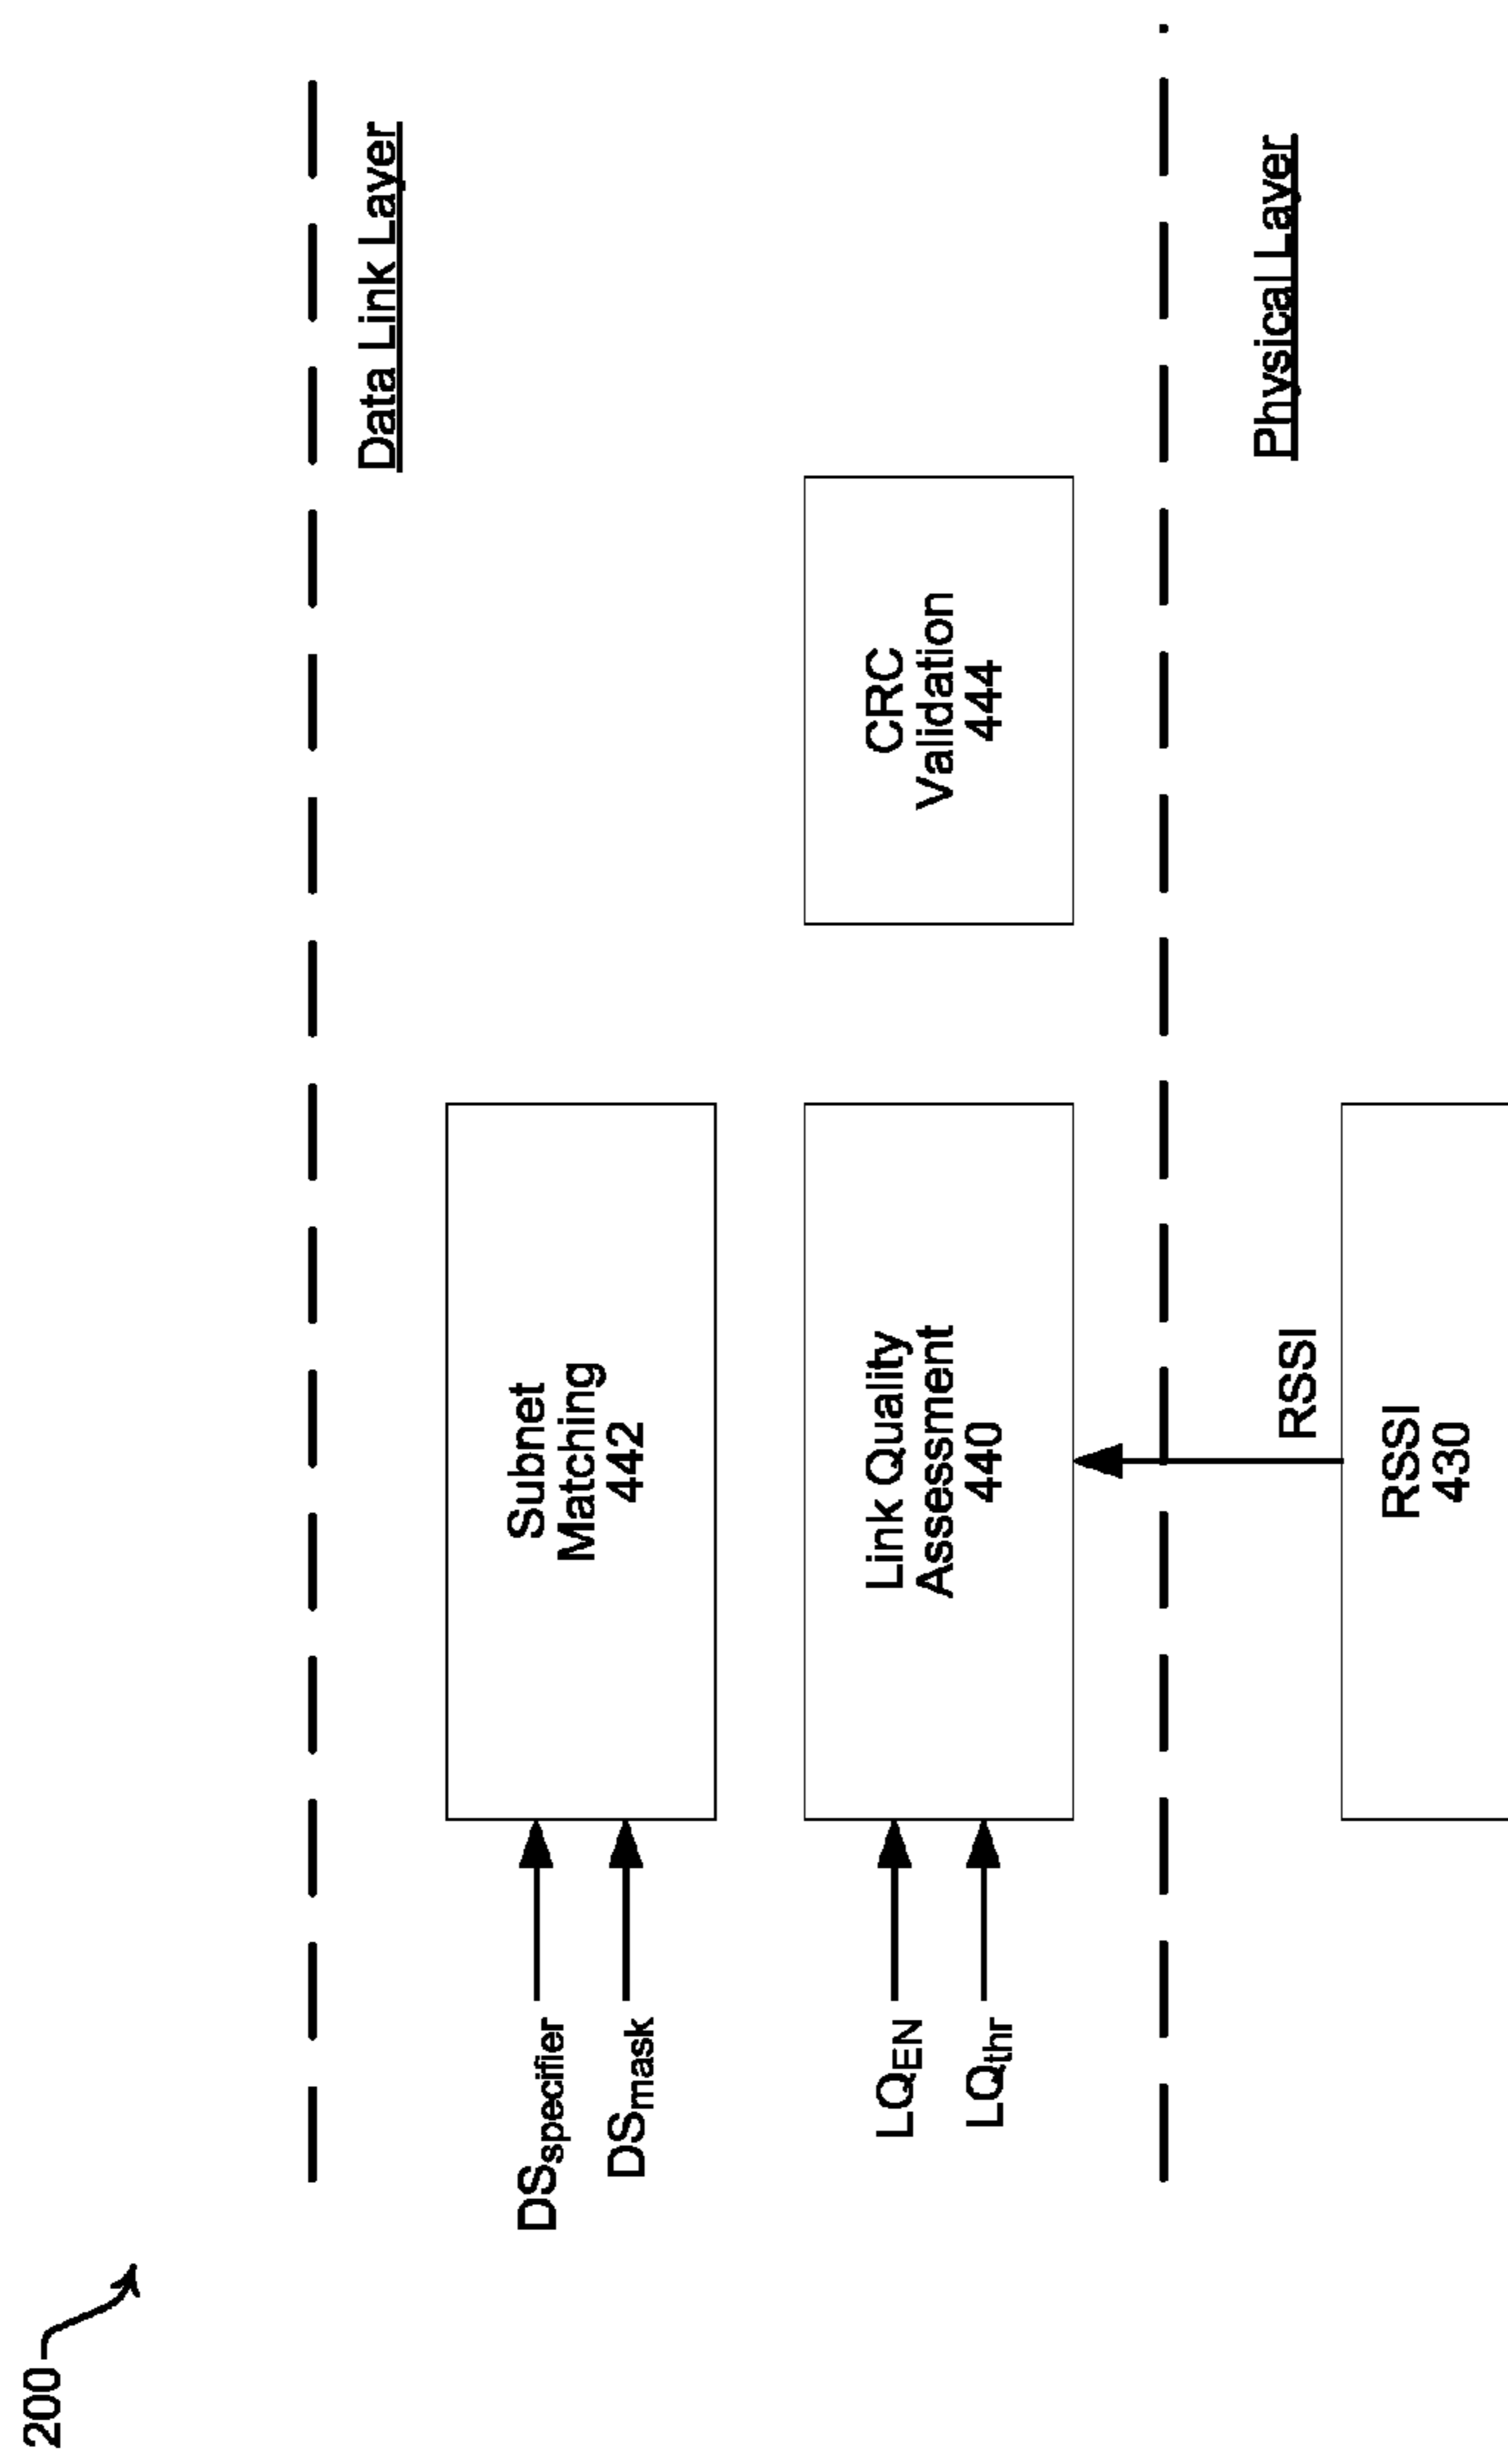 200
Data Link Layer
DSspecifier
DSmask
Subnet
Matching
442
LQEN
LQthr
Link Quality
Assessment
440
CRC
Validation
444
Physical Layer
RSSI
RSSI
430